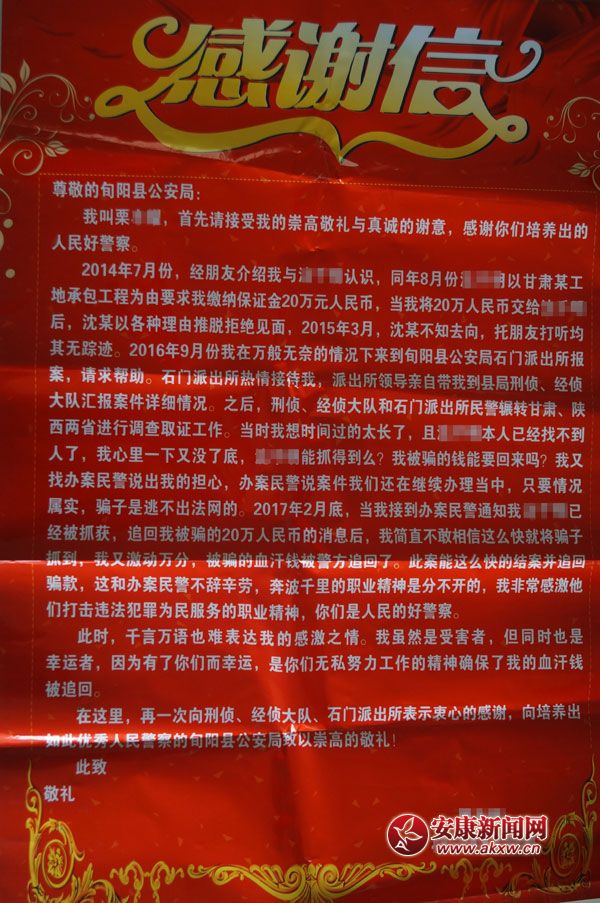 感谢信
尊敬的旬阳县公安局：
我叫栗，首先请接受我的崇高敬礼与真诚的谢意，感谢你们培养出的
人民好警察。
2014年7月份，经朋友介绍我与认识，同年8月份以甘肃某工
地承包工程为由要求我缴纳保证金20万元人民币，当我将20万人民币交给
后，沈某以各种理由推脱拒绝见面，2015年3月，沈某不知去向，托朋友打听均
其无踪迹。2016年9月份我在万般无奈的情况下来到旬阳县公安局石门派出所报
案，请求帮助。石门派出所热情接待我，派出所领导亲自带我到县局刑侦、经侦
大队汇报案件详细情况。之后，刑侦、经侦大队和石门派出所民警辗转甘肃、陕
西两省进行调查取证工作。当时我想时间过的太长了，且本人已经找不到
人了，我心里一下又没了底，能抓得到么？我被骗的钱能要回来吗？我又
找办案民警说出我的担心，办案民警说案件我们还在继续办理当中，只要情况
属实，骗子是逃不出法网的。2017年2月底，当我接到办案民警通知我已
经被抓获，追回我被骗的20万人民币的消息后，我简直不敢相信这么快就将骗子
抓到，我又激动万分，被骗的血汗钱被警方追回了。此案能这么快的结案并追回
骗款，这和办案民警不辞辛劳，奔波千里的职业精神是分不开的，我非常感激他
们打击违法犯罪为民服务的职业精神，你们是人民的好警察。
此时，千言万语也难表达我的感激之情。我虽然是受害者，但同时也是
幸运者，因为有了你们而幸运，是你们无私努力工作的精神确保了我的血汗钱
被追回。
在这里，再一次向刑侦、经侦大队、石门派出所表示衷心的感谢，向培养出
如此优秀人民警察的旬阳县公安局致以崇高的敬礼！
此致
敬礼
安康新闻网
www.akxw.cn